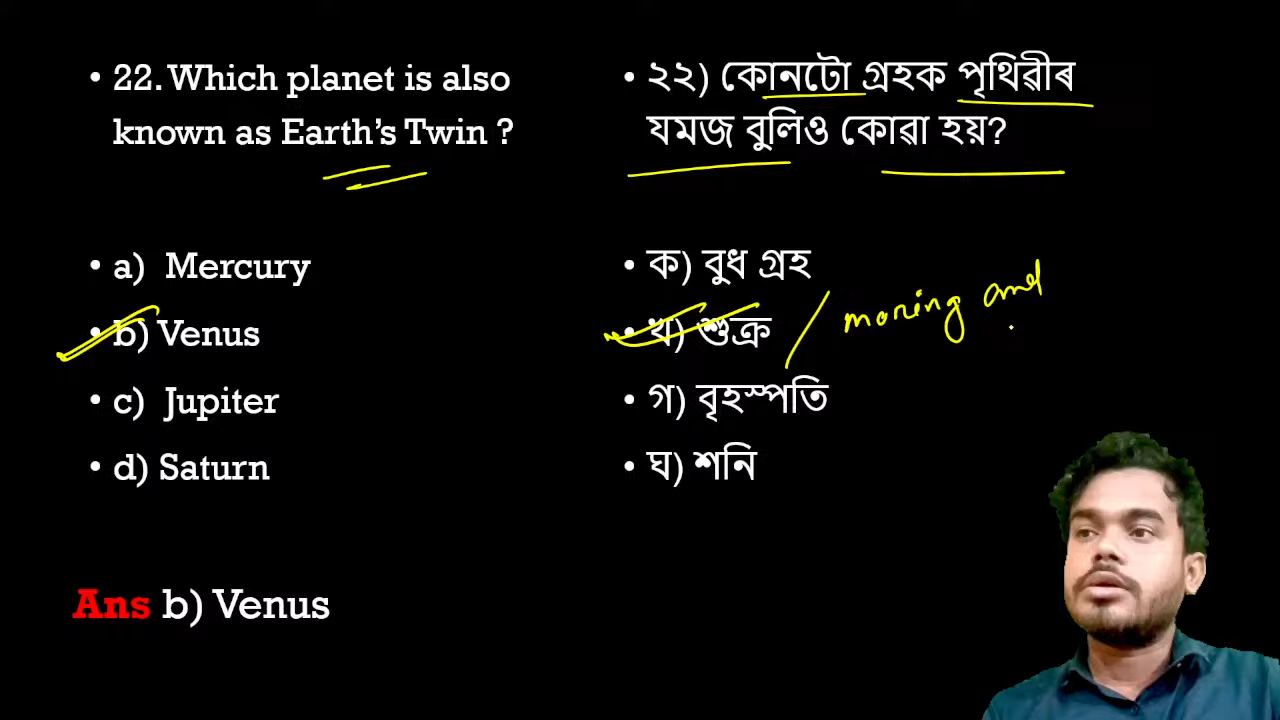 • 22. Which planet is also
known as Earth's Twin ?
• a) Mercury
• b) Venus
• c) Jupiter
• d) Saturn
Ans b) Venus
• ২২) কোনটো গ্ৰহক পৃথিৱীৰ
যমজ বুলিও কোৱা হয়?
• ক) বুধ গ্ৰহ
• খ) শুক্ৰ / moring and
• গ) বৃহস্পতি
• ঘ) শনি